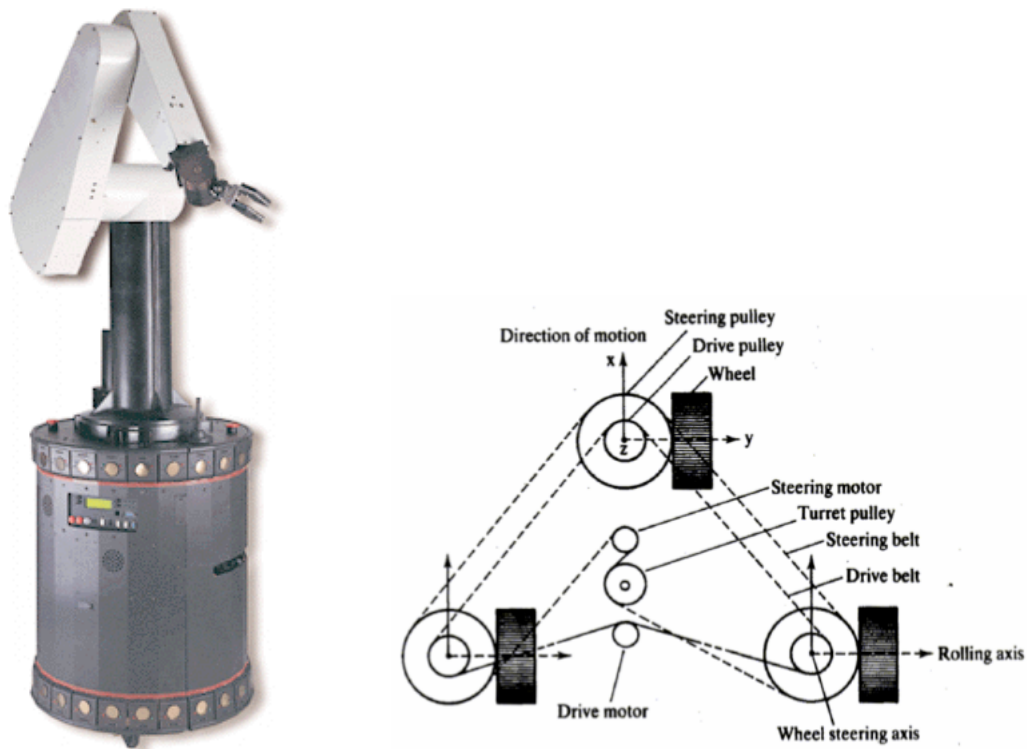 Steering pulley
Direction of motion
Drive pulley
x
Wheel
y
z
Steering motor
Turret pulley
Steering belt
Drive belt
Rolling axis
Drive motor
Wheel steering axis